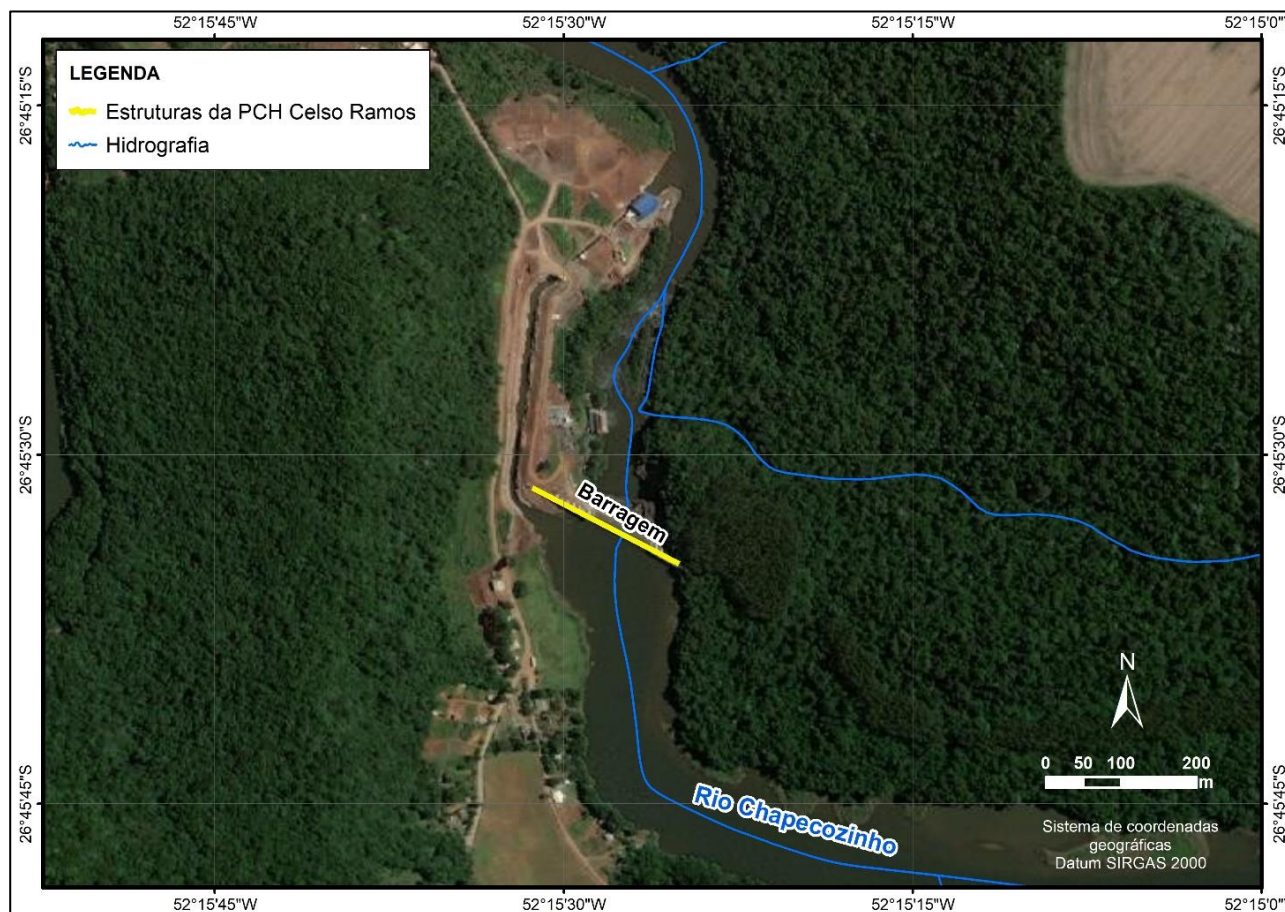 52°15'45"W 52°15'30"W 52°15'15"W 52°15'0"W
LEGENDA
Estruturas da PCH Celso Ramos
Hidrografia
26°45'15"S 26°45'15"S
26°45'30"S 26°45'30"S
Barragem
N
0 50 100 200
m
26°45'45"S 26°45'45"S
Rio Chapecozinho
Sistema de coordenadas
geográficas
Datum SIRGAS 2000
52°15'45"W 52°15'30"W 52°15'15"W 52°15'0"W